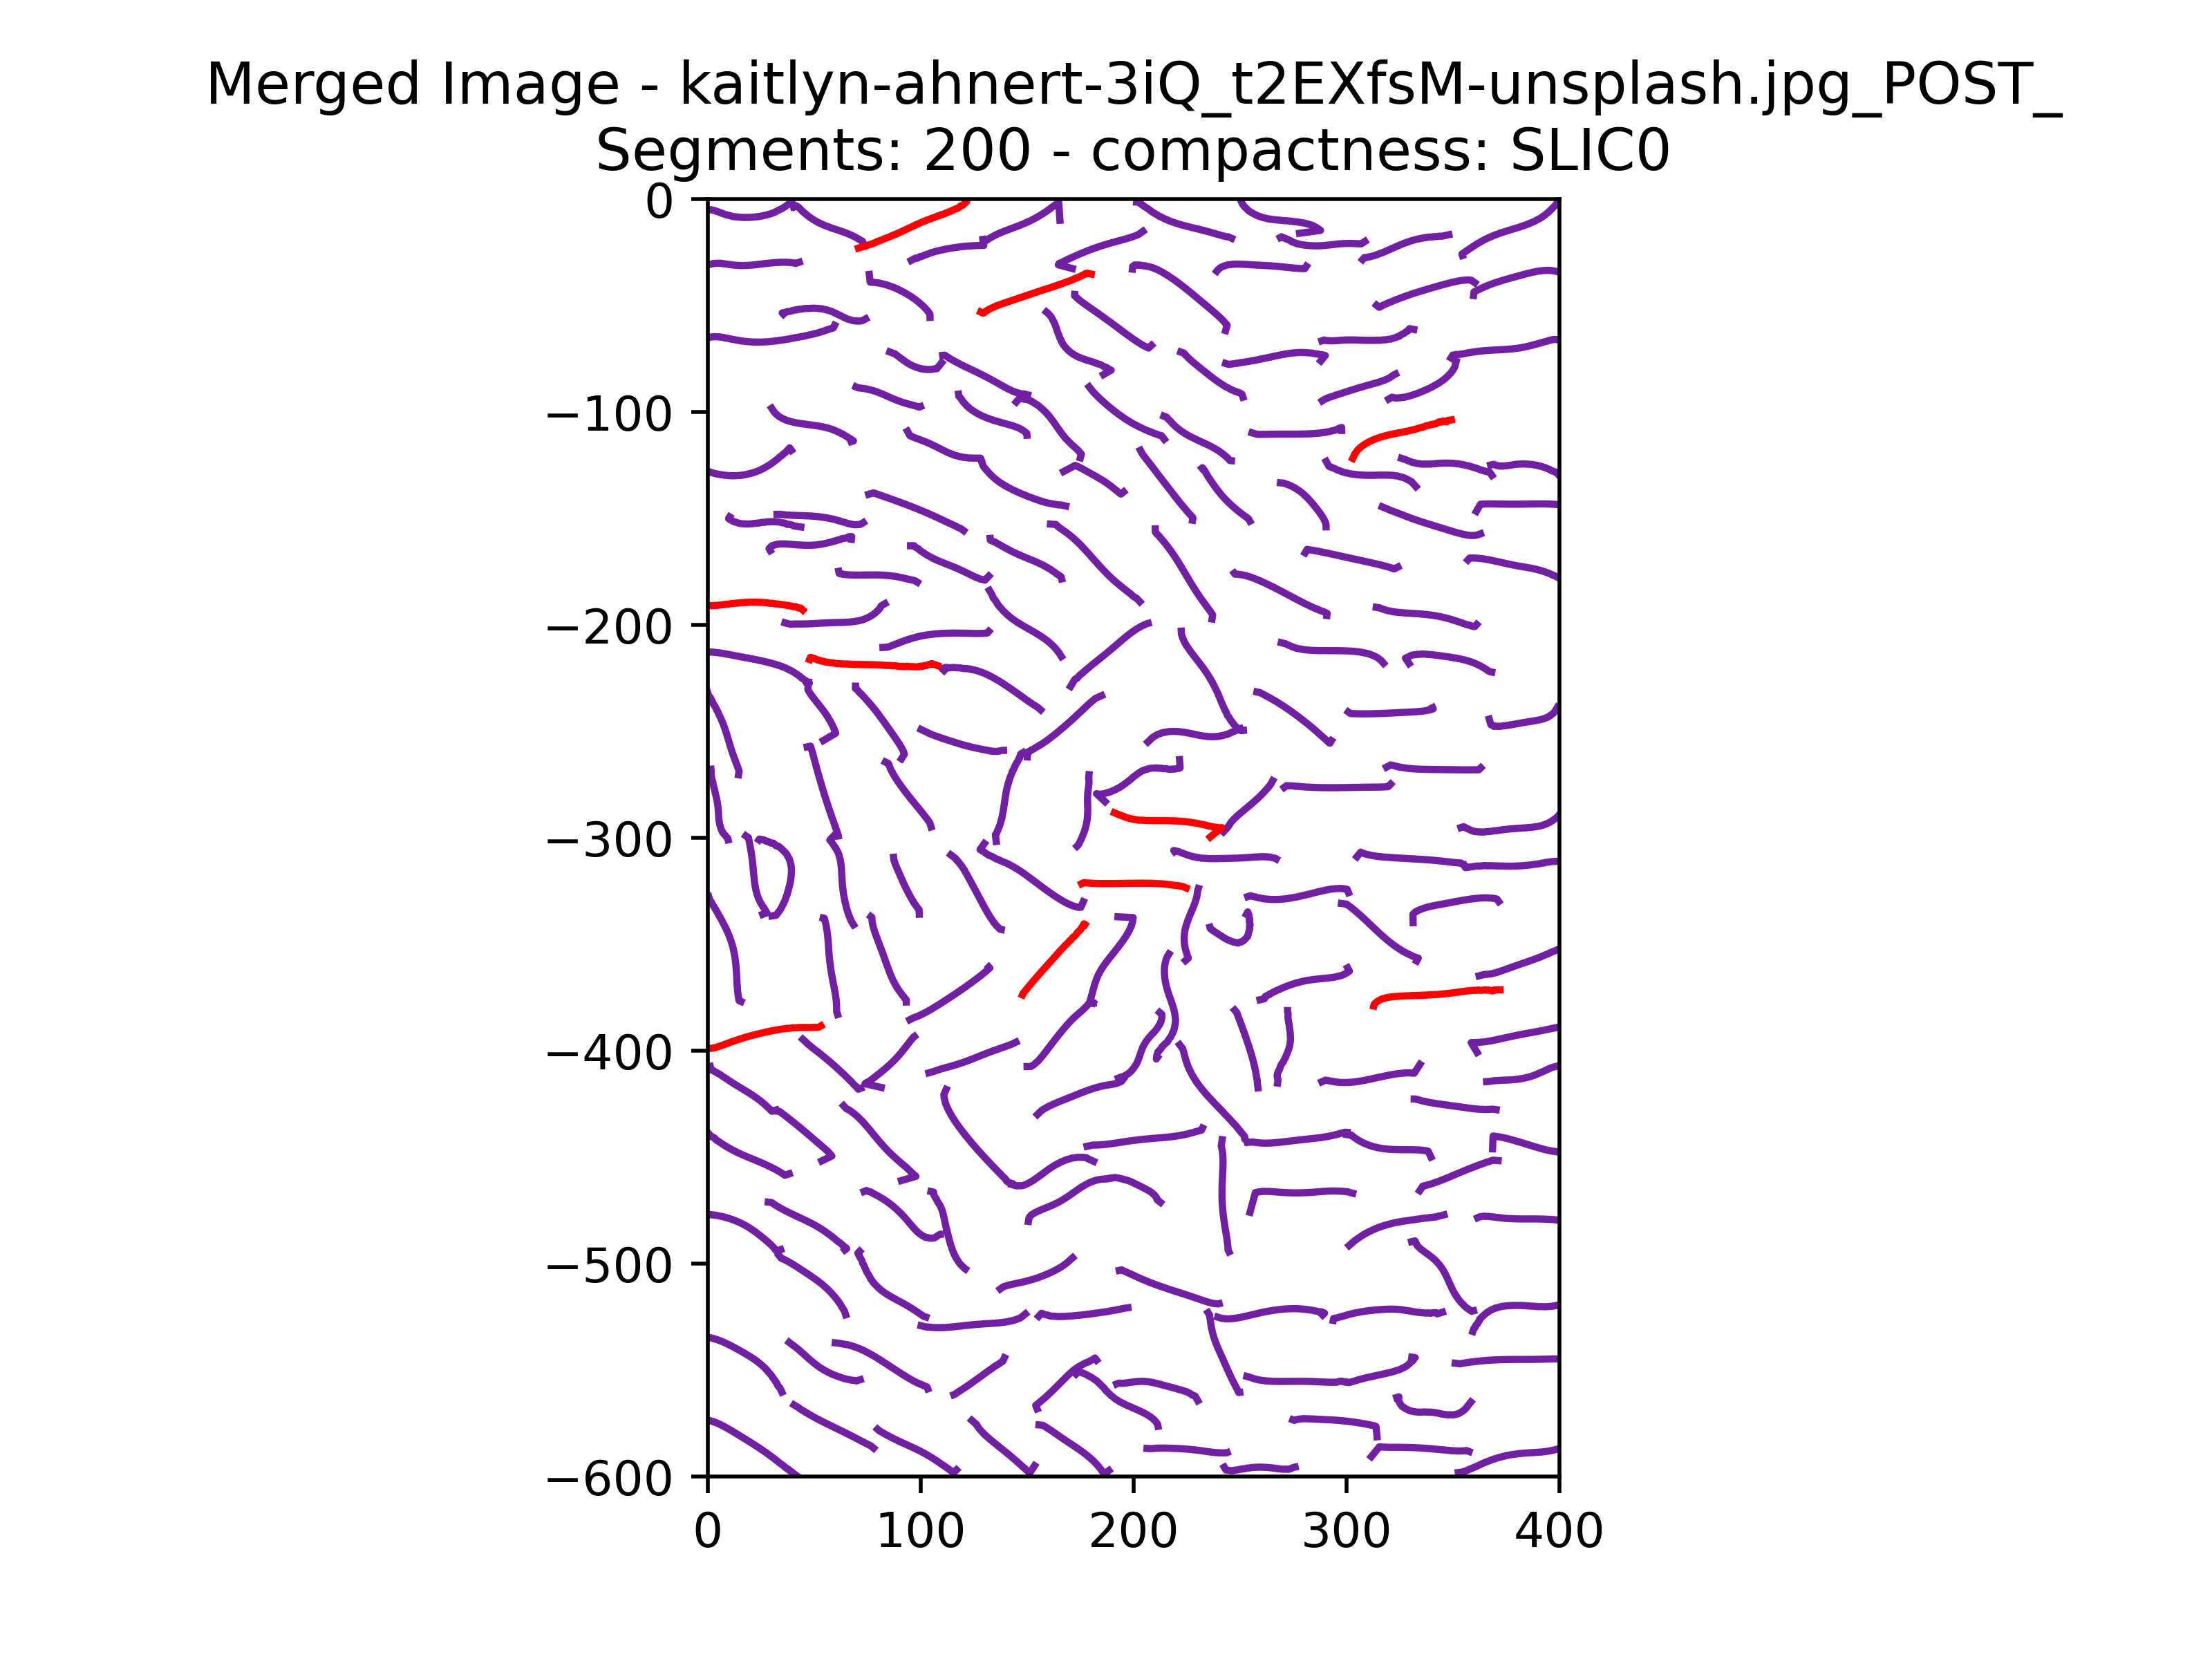 Merged Image - kaitlyn-ahnert-3iQ_t2EXfsM-unsplash.jpg_POST_
Segments: 200 - compactness: SLIC0
0
−100
−200
−300
−400
−500
−600
0 100 200 300 400